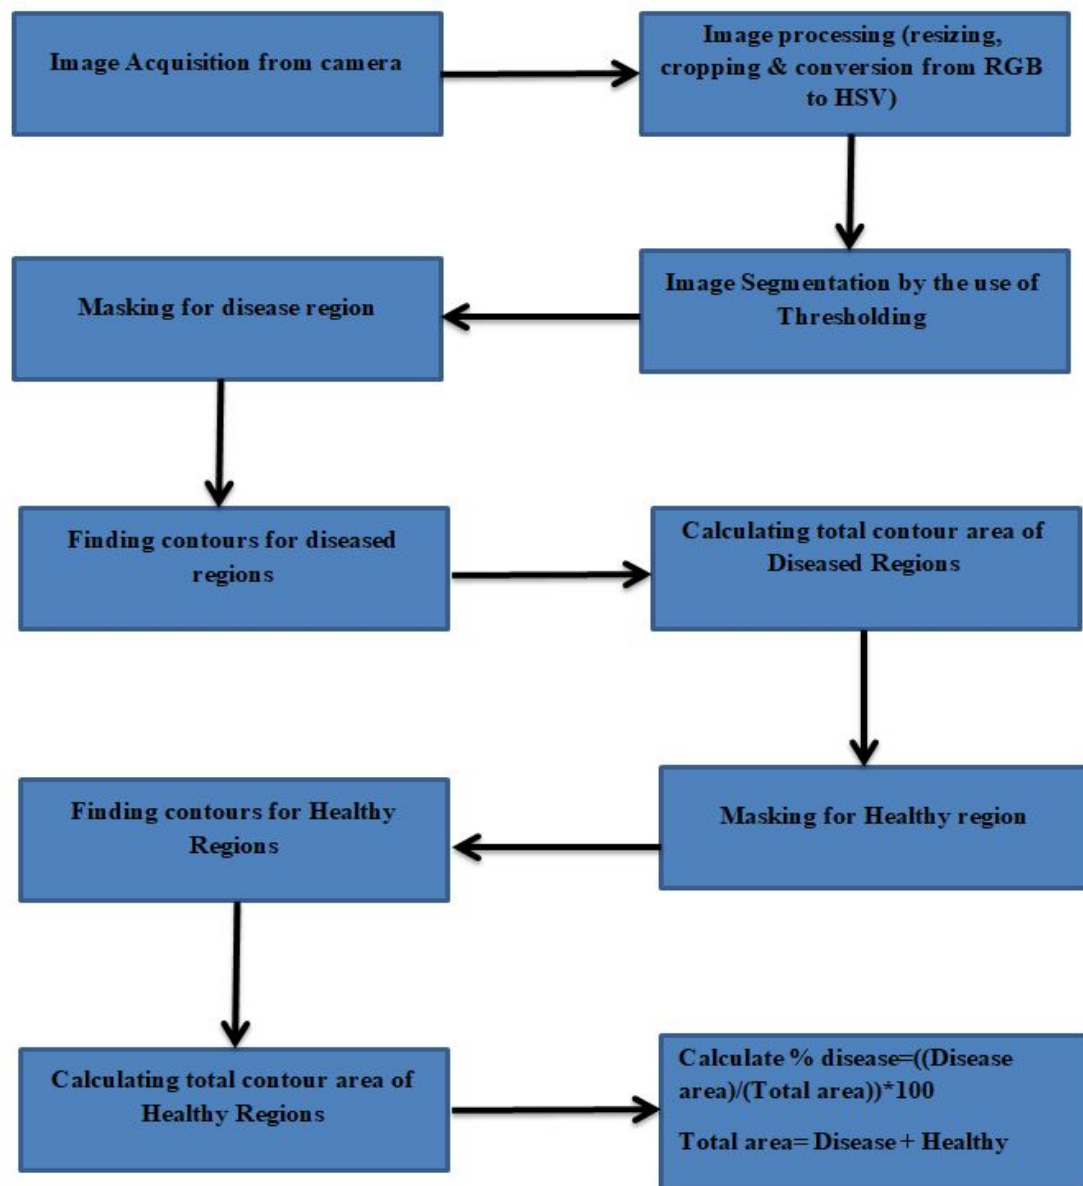 Image Acquisition from camera
Image processing (resizing,
cropping & conversion from RGB
to HSV)
Image Segmentation by the use of
Thresholding
Masking for disease region
Finding contours for diseased
regions
Calculating total contour area of
Diseased Regions
Masking for Healthy region
Finding contours for Healthy
Regions
Calculating total contour area of
Healthy Regions
Calculate % disease=((Disease
area)/(Total area))*100
Total area= Disease + Healthy